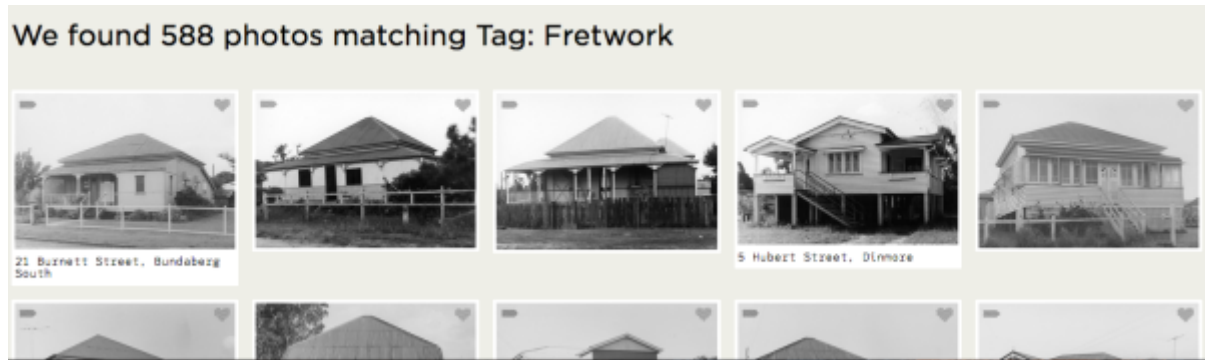 We found 588 photos matching Tag: Fretwork
21 Burnett Street, Bundaberg
South
5 Hubert Street, Dinmore